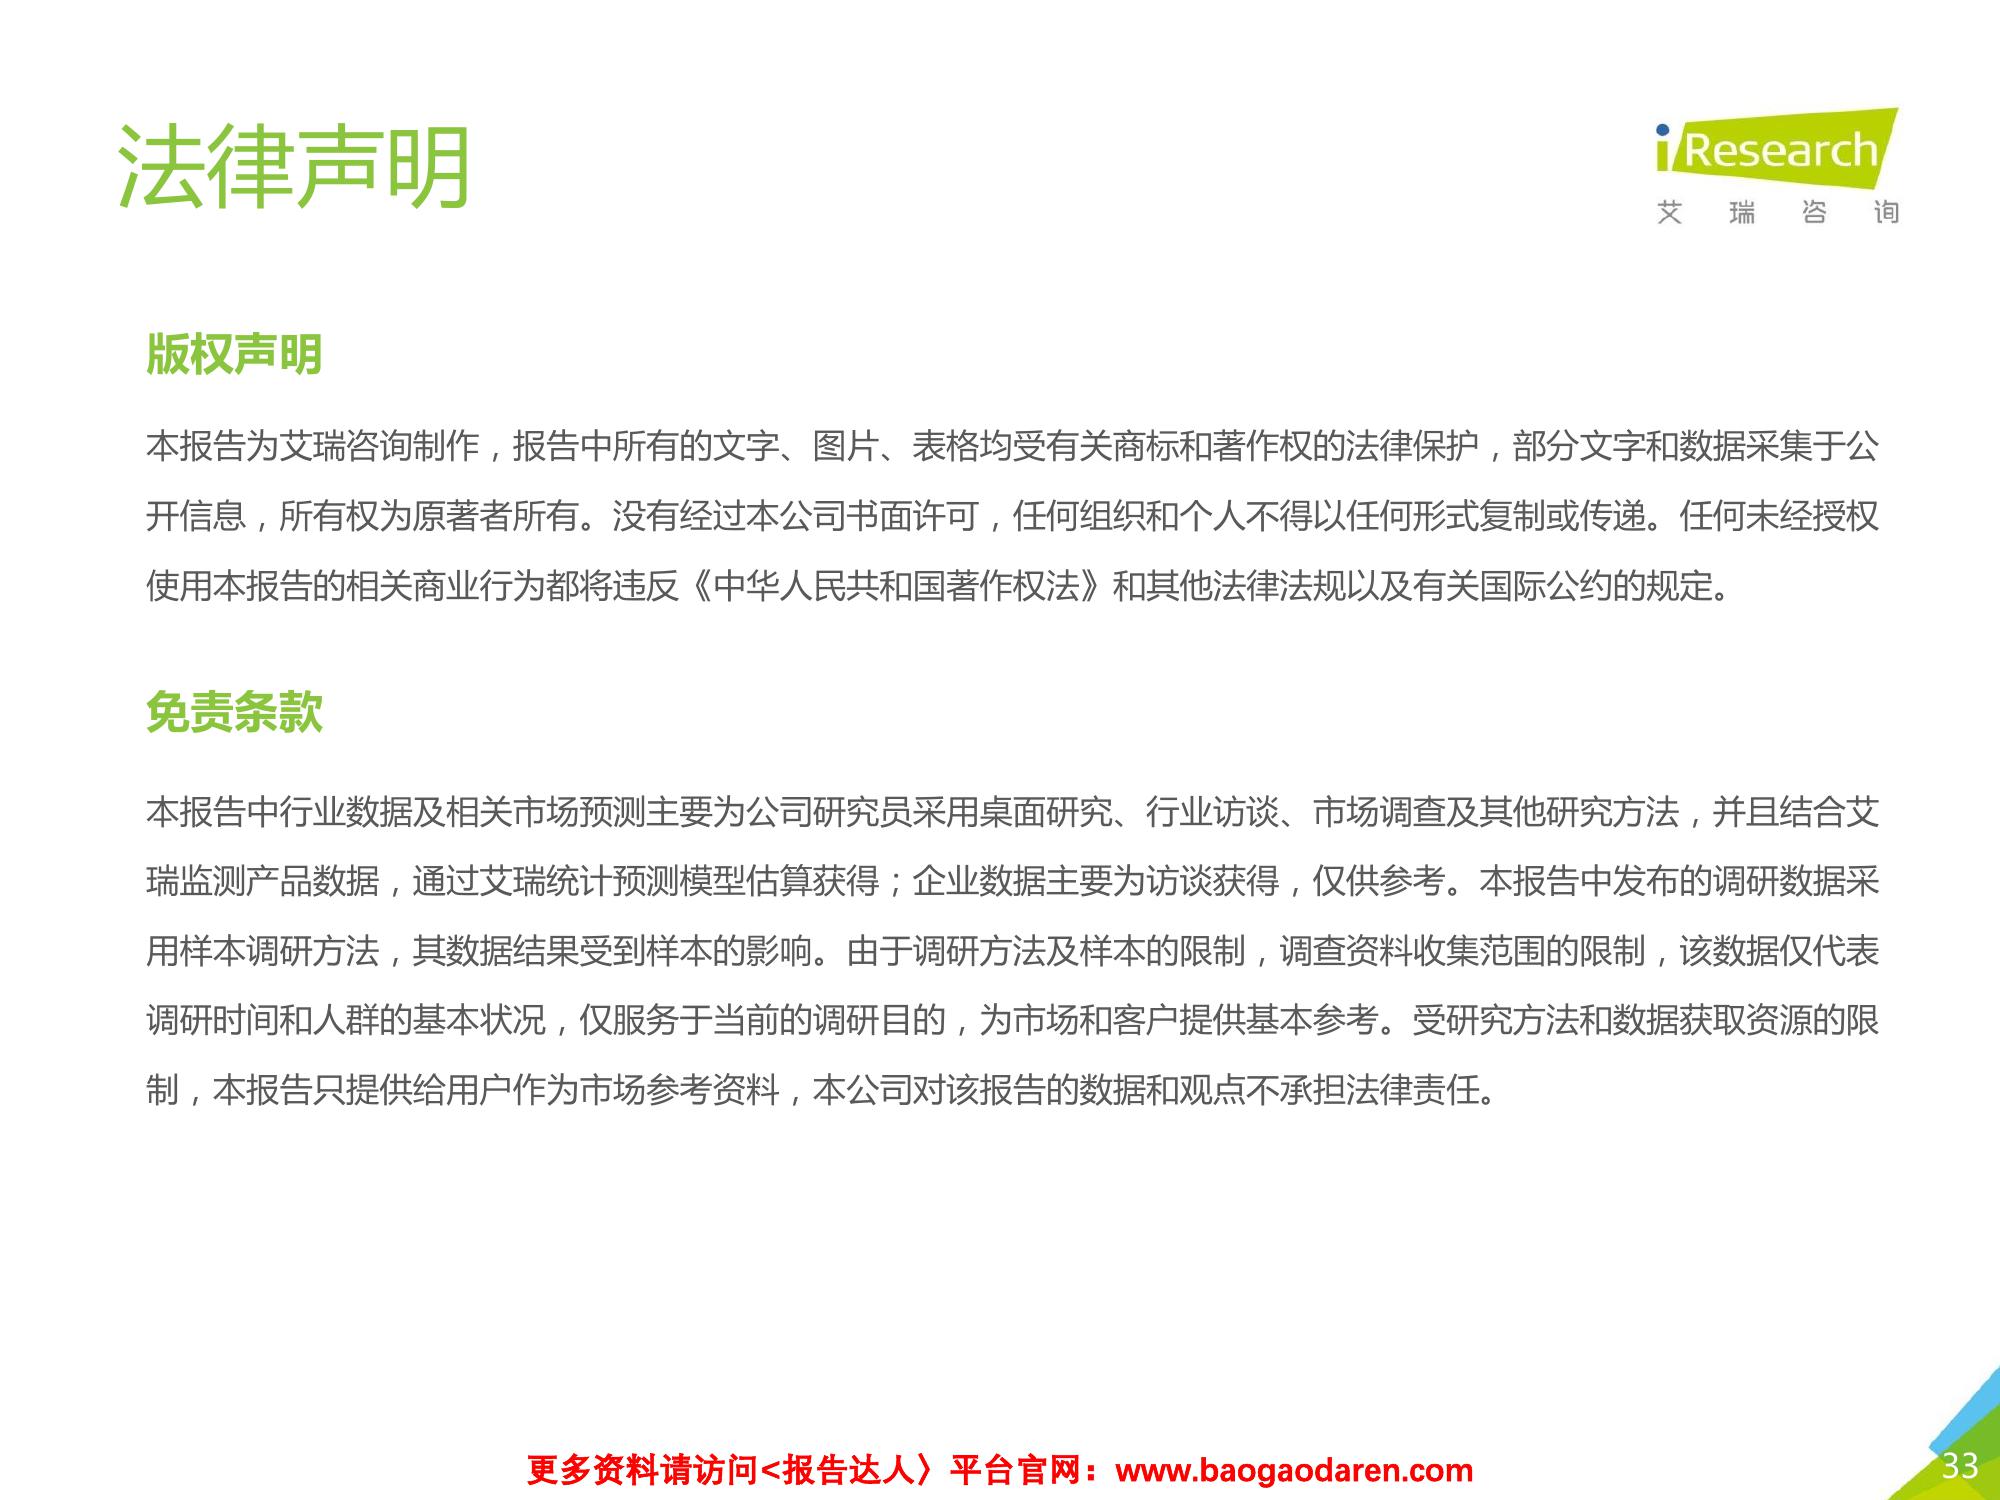 法律声明
iResearch
艾瑞咨询
版权声明
本报告为艾瑞咨询制作，报告中所有的文字、图片、表格均受有关商标和著作权的法律保护，部分文字和数据采集于公
开信息，所有权为原著者所有。没有经过本公司书面许可，任何组织和个人不得以任何形式复制或传递。任何未经授权
使用本报告的相关商业行为都将违反《中华人民共和国著作权法》和其他法律法规以及有关国际公约的规定。
免责条款
本报告中行业数据及相关市场预测主要为公司研究员采用桌面研究、行业访谈、市场调查及其他研究方法，并且结合艾
瑞监测产品数据，通过艾瑞统计预测模型估算获得；企业数据主要为访谈获得，仅供参考。本报告中发布的调研数据采
用样本调研方法，其数据结果受到样本的影响。由于调研方法及样本的限制，调查资料收集范围的限制，该数据仅代表
调研时间和人群的基本状况，仅服务于当前的调研目的，为市场和客户提供基本参考。受研究方法和数据获取资源的限
制，本报告只提供给用户作为市场参考资料，本公司对该报告的数据和观点不承担法律责任。
更多资料请访问<报告达人〉平台官网：www.baogaodaren.com
33